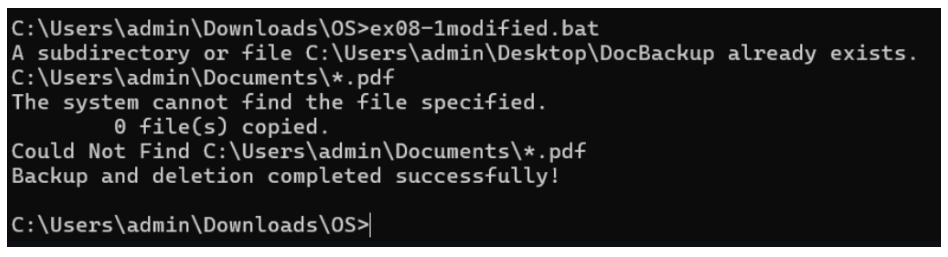 C:\Users\admin\Downloads\OS>ex08-1modified.bat
A subdirectory or file C:\Users\admin\Desktop\DocBackup already exists.
C:\Users\admin\Documents\*.pdf
The system cannot find the file specified.
        0 file(s) copied.
Could Not Find C:\Users\admin\Documents\*.pdf
Backup and deletion completed successfully!
C:\Users\admin\Downloads\OS>